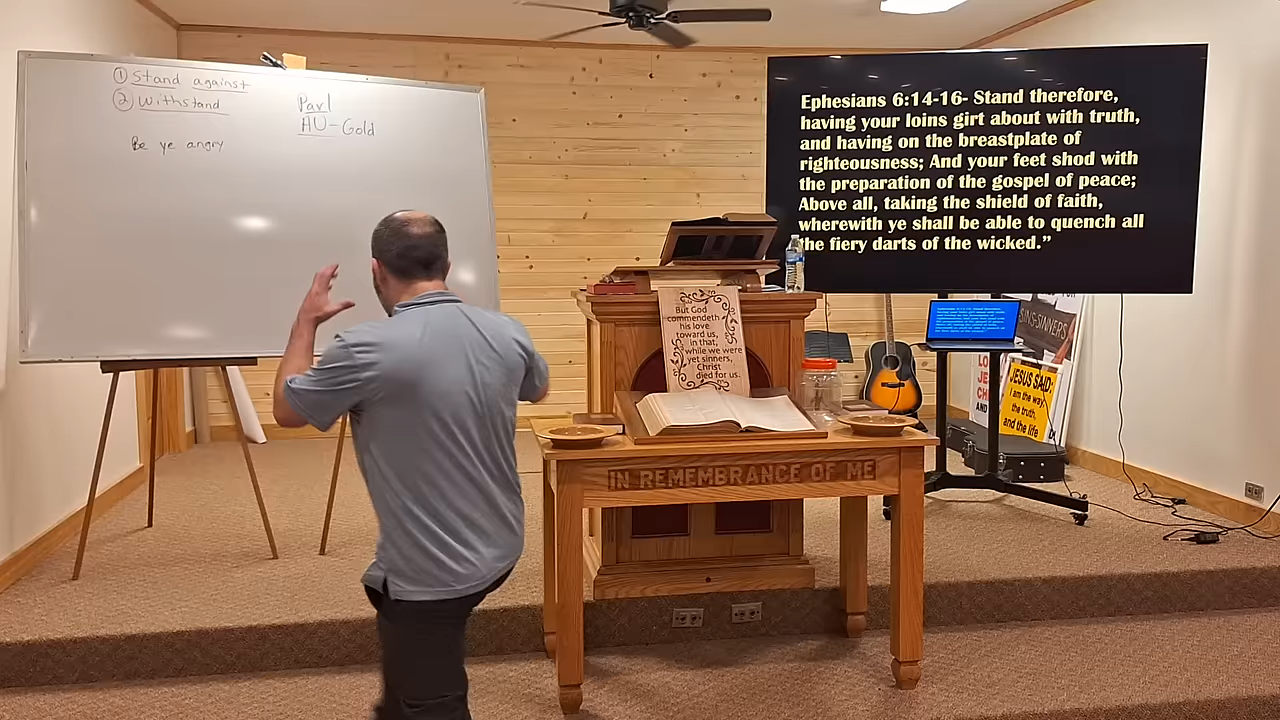 ① Stand against
② Withstand
Be ye angry
Parl
AU-Gold
Ephesians 6:14-16- Stand therefore,
having your loins girt about with truth,
and having on the breastplate of
righteousness; And your feet shod with
the preparation of the gospel of peace;
Above all, taking the shield of faith,
wherewith ye shall be able to quench all
the fiery darts of the wicked.”
But God
commendeth
his love
toward us,
in that,
while we were
yet sinners,
Christ
died for us.
IN REMEMBRANCE OF ME
SINS·SINNERS
JESUS SAID:
I am the way,
the truth,
and the life